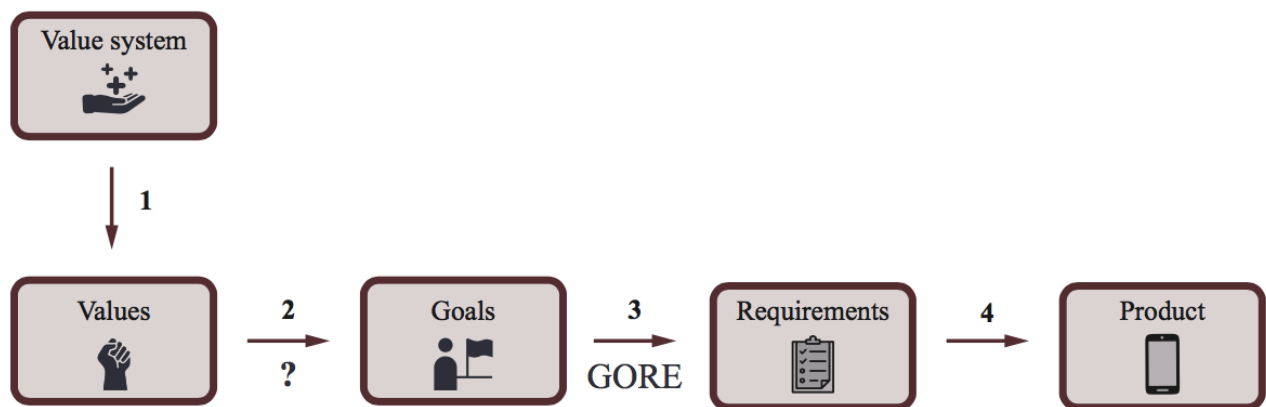 Value system
1
Values
2
?
Goals
3
GORE
Requirements
4
Product